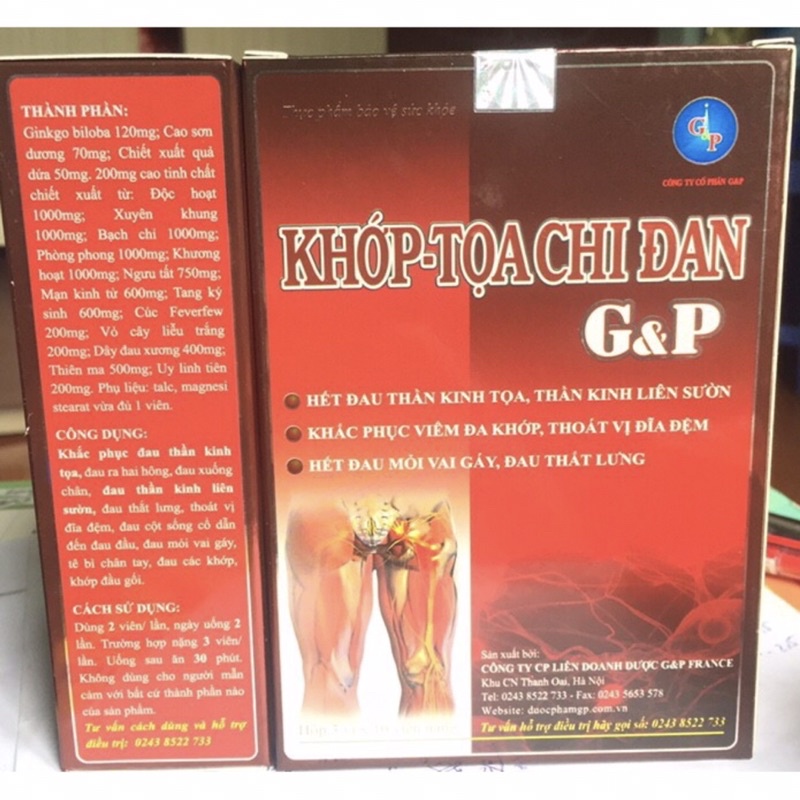 THÀNH PHẦN:
Ginkgo biloba 120mg; Cao sơn
dương 70mg; Chiết xuất quả
dứa 50mg. 200mg cao tinh chất
chiết xuất từ: Độc hoạt
1000mg; Xuyên khung
1000mg; Bạch chỉ 1000mg;
Phòng phong 1000mg; Khương
hoạt 1000mg; Ngưu tất 750mg;
Mạn kinh tử 600mg; Tang ký
sinh 600mg; Cúc Feverfew
200mg; Vỏ cây liễu trắng
200mg; Dây đau xương 400mg;
Thiên ma 500mg; Uy linh tiên
200mg. Phụ liệu: talc, magnesi
stearat vừa đủ 1 viên.
CÔNG DỤNG:
Khắc phục đau thần kinh
tọa, đau ra hai hông, đau xuống
chân, đau thần kinh liên
sườn, đau thắt lưng, thoát vị
đĩa đệm, đau cột sống cổ dẫn
đến đau đầu, đau mỏi vai gáy,
tê bì chân tay, đau các khớp,
khớp đầu gối.
CÁCH SỬ DỤNG:
Dùng 2 viên/ lần, ngày uống 2
lần. Trường hợp nặng 3 viên/
lần. Uống sau ăn 30 phút.
Không dùng cho người mẫn
cảm với bất cứ thành phần nào
của sản phẩm.
Tư vấn cách dùng và hỗ trợ
điều trị: 0243 8522 733
Thực phẩm bảo vệ sức khỏe
G&P
CÔNG TY CỔ PHẦN G&P
KHỚP-TỌA CHI ĐAN
G&P
HẾT ĐAU THẦN KINH TỌA, THẦN KINH LIÊN SƯỜN
KHẮC PHỤC VIÊM ĐA KHỚP, THOÁT VỊ ĐĨA ĐỆM
HẾT ĐAU MỎI VAI GÁY, ĐAU THẮT LƯNG
Sản xuất bởi:
CÔNG TY CP LIÊN DOANH DƯỢC G&P FRANCE
Khu CN Thanh Oai, Hà Nội
Tel: 0243 8522 733 - Fax: 0243 5653 578
Website: duocphamgp.com.vn
Tư vấn hỗ trợ điều trị hãy gọi số: 0243 8522 733